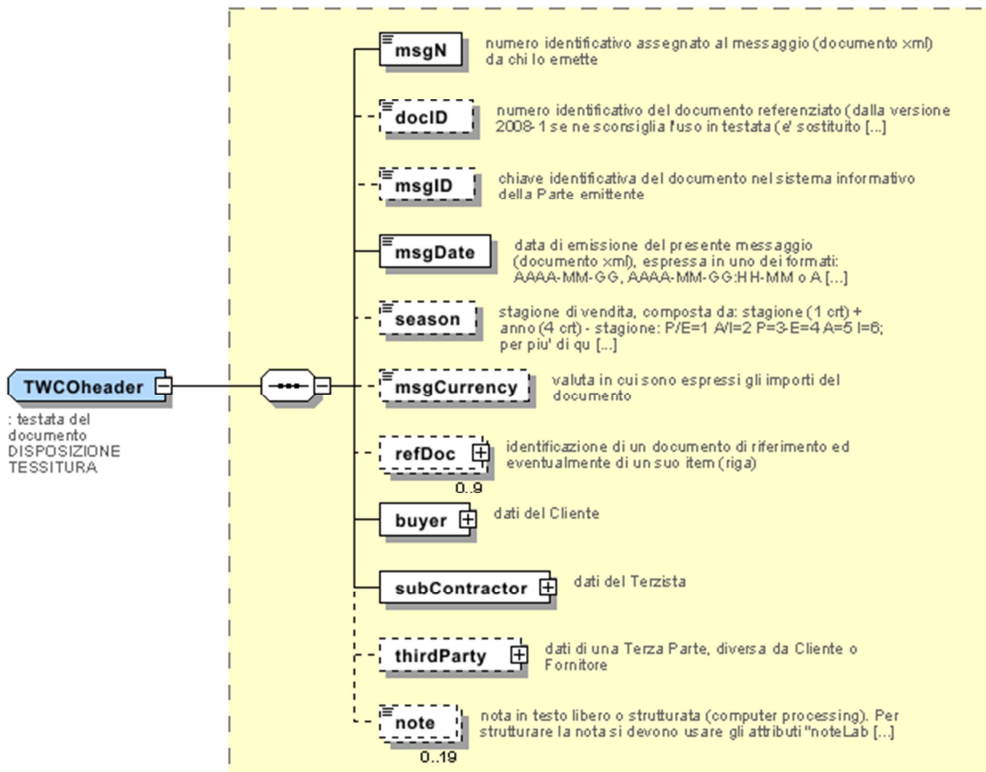 msgN
numero identificativo assegnato al messaggio (documento xml)
da chi lo emette
docID
numero identificativo del documento referenziato (dalla versione
2008-1 se ne sconsiglia l'uso in testata (e' sostituito [...]
msgID
chiave identificativa del documento nel sistema informativo
della Parte emittente
msgDate
data di emissione del presente messaggio
(documento xml), espressa in uno dei formati:
AAAA-MM-GG, AAAA-MM-GG:HH-MM o A [...]
season
stagione di vendita, composta da: stagione (1 crt) +
anno (4 crt) - stagione: P/E=1 A/I=2 P=3-E=4 A=5 I=6;
per piu' di qu [...]
TWCOheader
: testata del
documento
DISPOSIZIONE
TESSITURA
msgCurrency
valuta in cui sono espressi gli importi del
documento
refDoc
0..9
identificazione di un documento di riferimento ed
eventualmente di un suo item (riga)
buyer
dati del Cliente
subContractor
dati del Terzista
thirdParty
dati di una Terza Parte, diversa da Cliente o
Fornitore
note
0..19
nota in testo libero o strutturata (computer processing). Per
strutturare la nota si devono usare gli attributi "noteLab [...]